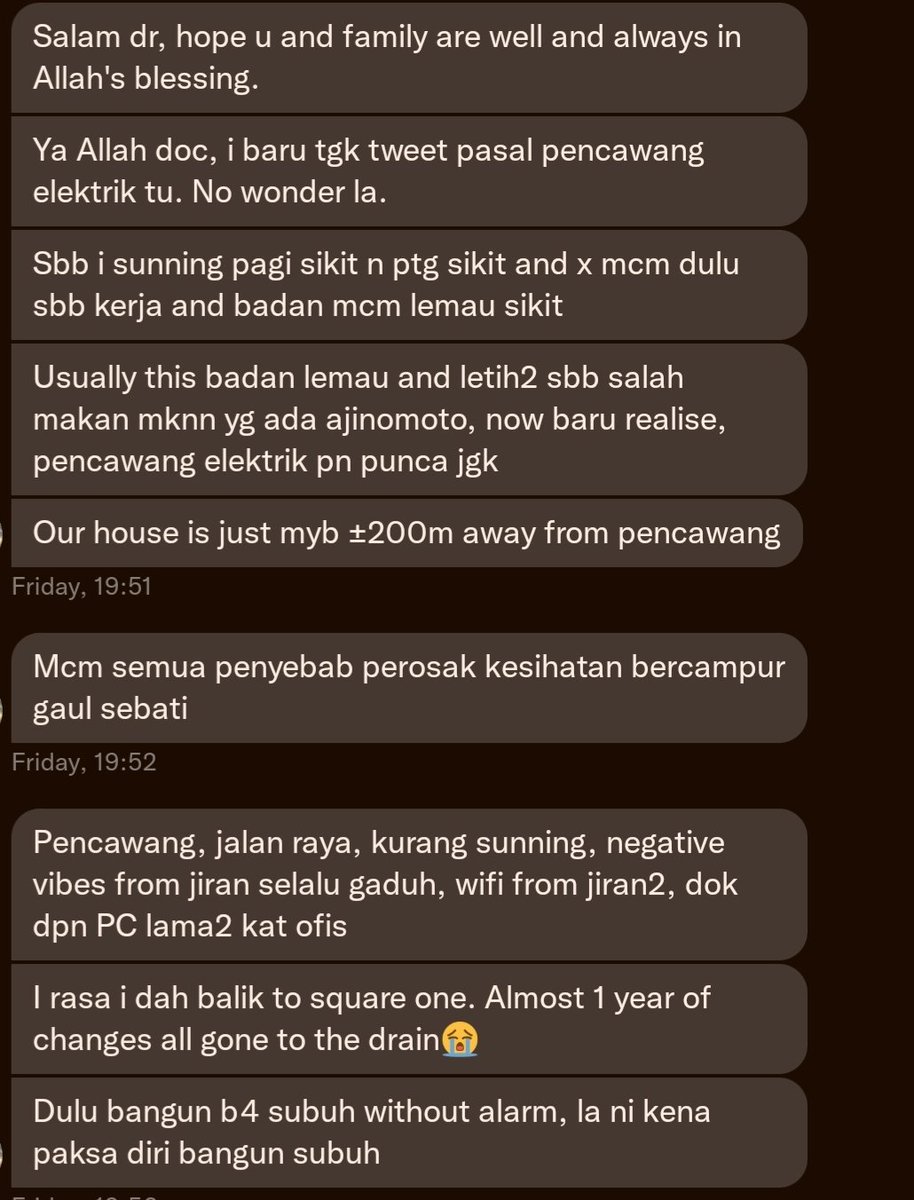 Salam dr, hope u and family are well and always in
Allah's blessing.
Ya Allah doc, i baru tgk tweet pasal pencawang
elektrik tu. No wonder la.
Sbb i sunning pagi sikit n ptg sikit and x mcm dulu
sbb kerja and badan mcm lemau sikit
Usually this badan lemau and letih2 sbb salah
makan mknn yg ada ajinomoto, now baru realise,
pencawang elektrik pn punca jgk
Our house is just myb ±200m away from pencawang
Friday, 19:51
Mcm semua penyebab perosak kesihatan bercampur
gaul sebati
Friday, 19:52
Pencawang, jalan raya, kurang sunning, negative
vibes from jiran selalu gaduh, wifi from jiran2, dok
dpn PC lama2 kat ofis
I rasa i dah balik to square one. Almost 1 year of
changes all gone to the drain😭
Dulu bangun b4 subuh without alarm, la ni kena
paksa diri bangun subuh